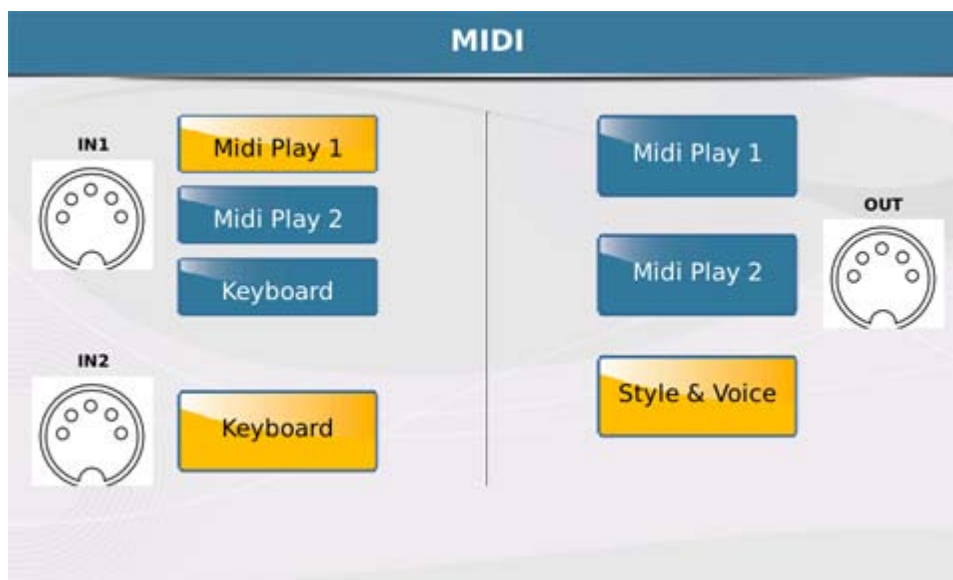 MIDI
IN1
Midi Play 1
Midi Play 2
Keyboard
IN2
Keyboard
Midi Play 1
Midi Play 2
Style & Voice
OUT